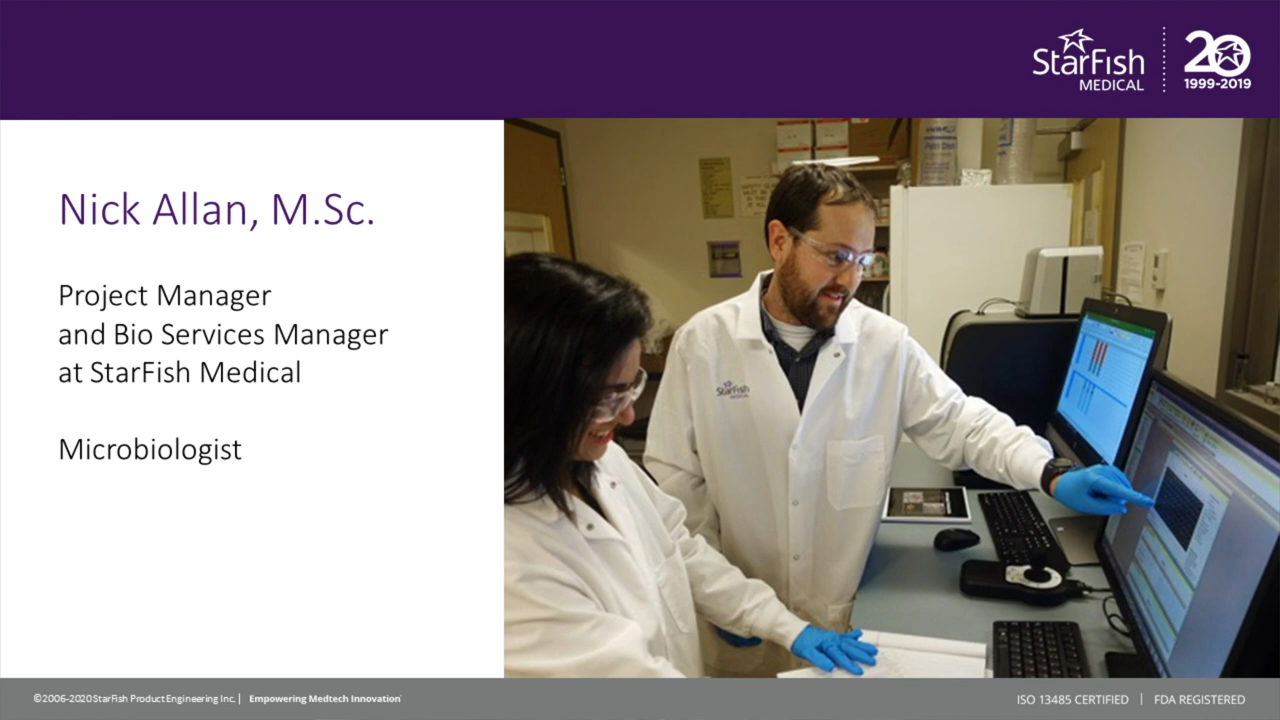 StarFish
MEDICAL
20
1999-2019
Nick Allan, M.Sc.
Project Manager
and Bio Services Manager
at StarFish Medical
Microbiologist
StarFish
MEDICAL
©2006-2020 StarFish Product Engineering Inc. | Empowering Medtech Innovation
ISO 13485 CERTIFIED | FDA REGISTERED